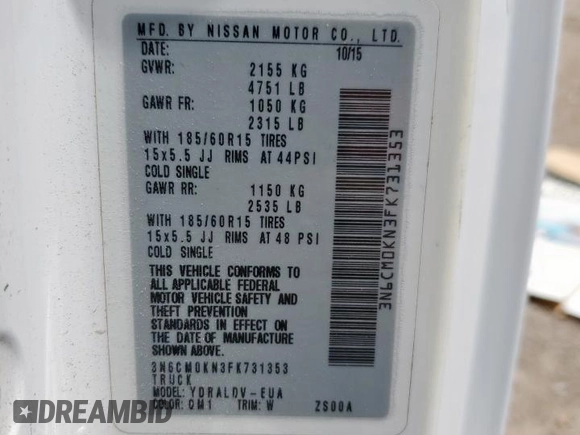 MFD. BY NISSAN MOTOR CO., LTD.
DATE: 10/15
GVWR: 2155 KG
4751 LB
GAWR FR: 1050 KG
2315 LB
WITH 185/60R15 TIRES
15x5.5 JJ RIMS AT 44PSI
COLD SINGLE
GAWR RR: 1150 KG
2535 LB
WITH 185/60R15 TIRES
15x5.5 JJ RIMS AT 48 PSI
COLD SINGLE
THIS VEHICLE CONFORMS TO
ALL APPLICABLE FEDERAL
MOTOR VEHICLE SAFETY AND
THEFT PREVENTION
STANDARDS IN EFFECT ON
THE DATE OF MANUFACTURE
SHOWN ABOVE.
3N6CM0KN3FK731353
TRUCK
MODEL: YDRALDV-EUA
COLOR: QM1 TRIM: W ZS00A
3N6CM0KN3FK731353
DREAMBID